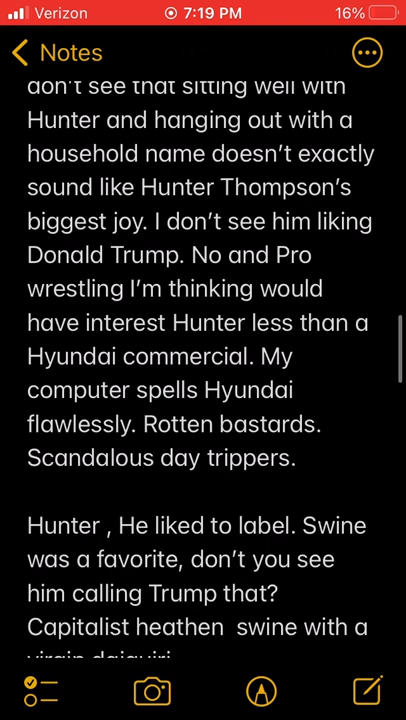 Verizon 7:19 PM 16%
Notes
don't see that sitting well with
Hunter and hanging out with a
household name doesn’t exactly
sound like Hunter Thompson’s
biggest joy. I don’t see him liking
Donald Trump. No and Pro
wrestling I’m thinking would
have interest Hunter less than a
Hyundai commercial. My
computer spells Hyundai
flawlessly. Rotten bastards.
Scandalous day trippers.
Hunter , He liked to label. Swine
was a favorite, don’t you see
him calling Trump that?
Capitalist heathen  swine with a
virgin daiquiri